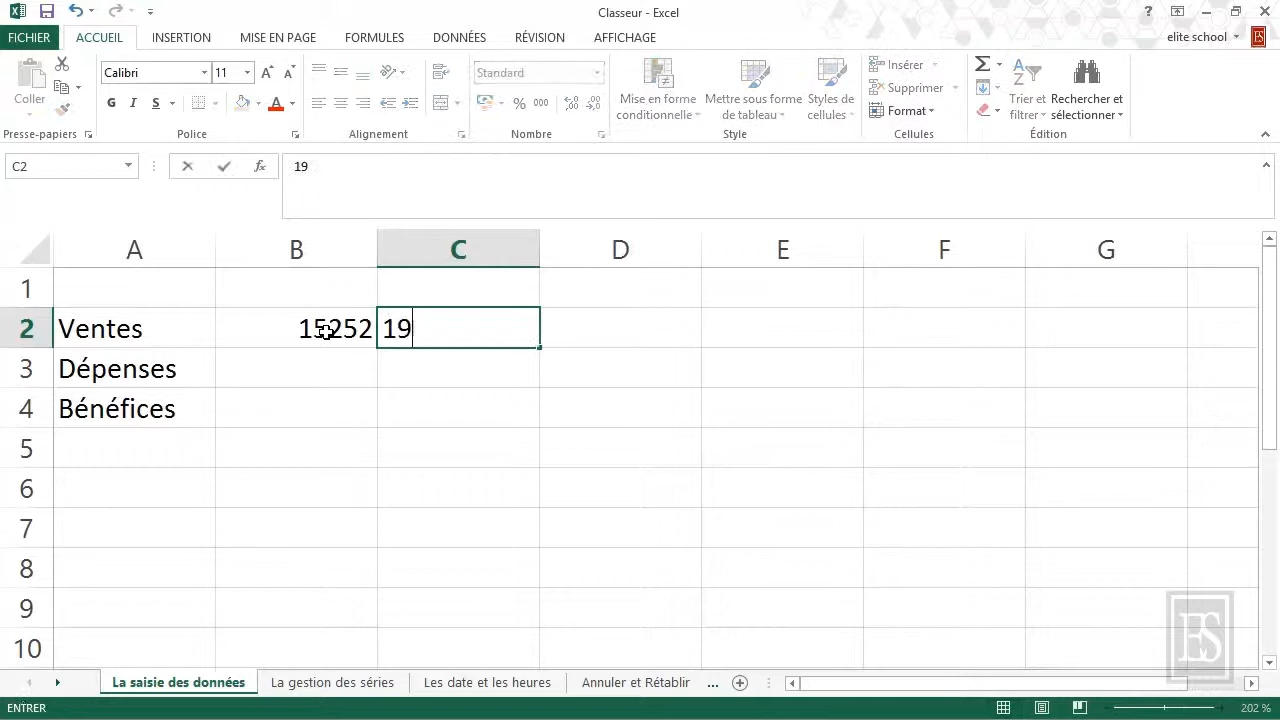 Classeur - Excel
FICHIER ACCUEIL INSERTION MISE EN PAGE FORMULES DONNÉES RÉVISION AFFICHAGE elite school ES
Coller
Calibri 11
G I S
Standard
% 000
Mise en forme conditionnelle
Mettre sous forme de tableau
Styles de cellules
Insérer
Supprimer
Format
Trier et filtrer
Rechercher et sélectionner
Presse-papiers Police Alignement Nombre Style Cellules Édition
C2 fx 19
A B C D E F G
1
2 Ventes 15252 19
3 Dépenses
4 Bénéfices
5
6
7
8
9
10
ES
La saisie des données La gestion des séries Les date et les heures Annuler et Rétablir ...
ENTRER 202 %